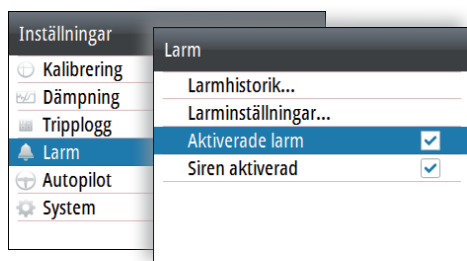 Inställningar
Kalibrering
Dämpning
Tripplogg
Larm
Autopilot
System
Larm
Larmhistorik...
Larminställningar...
Aktiverade larm
Siren aktiverad